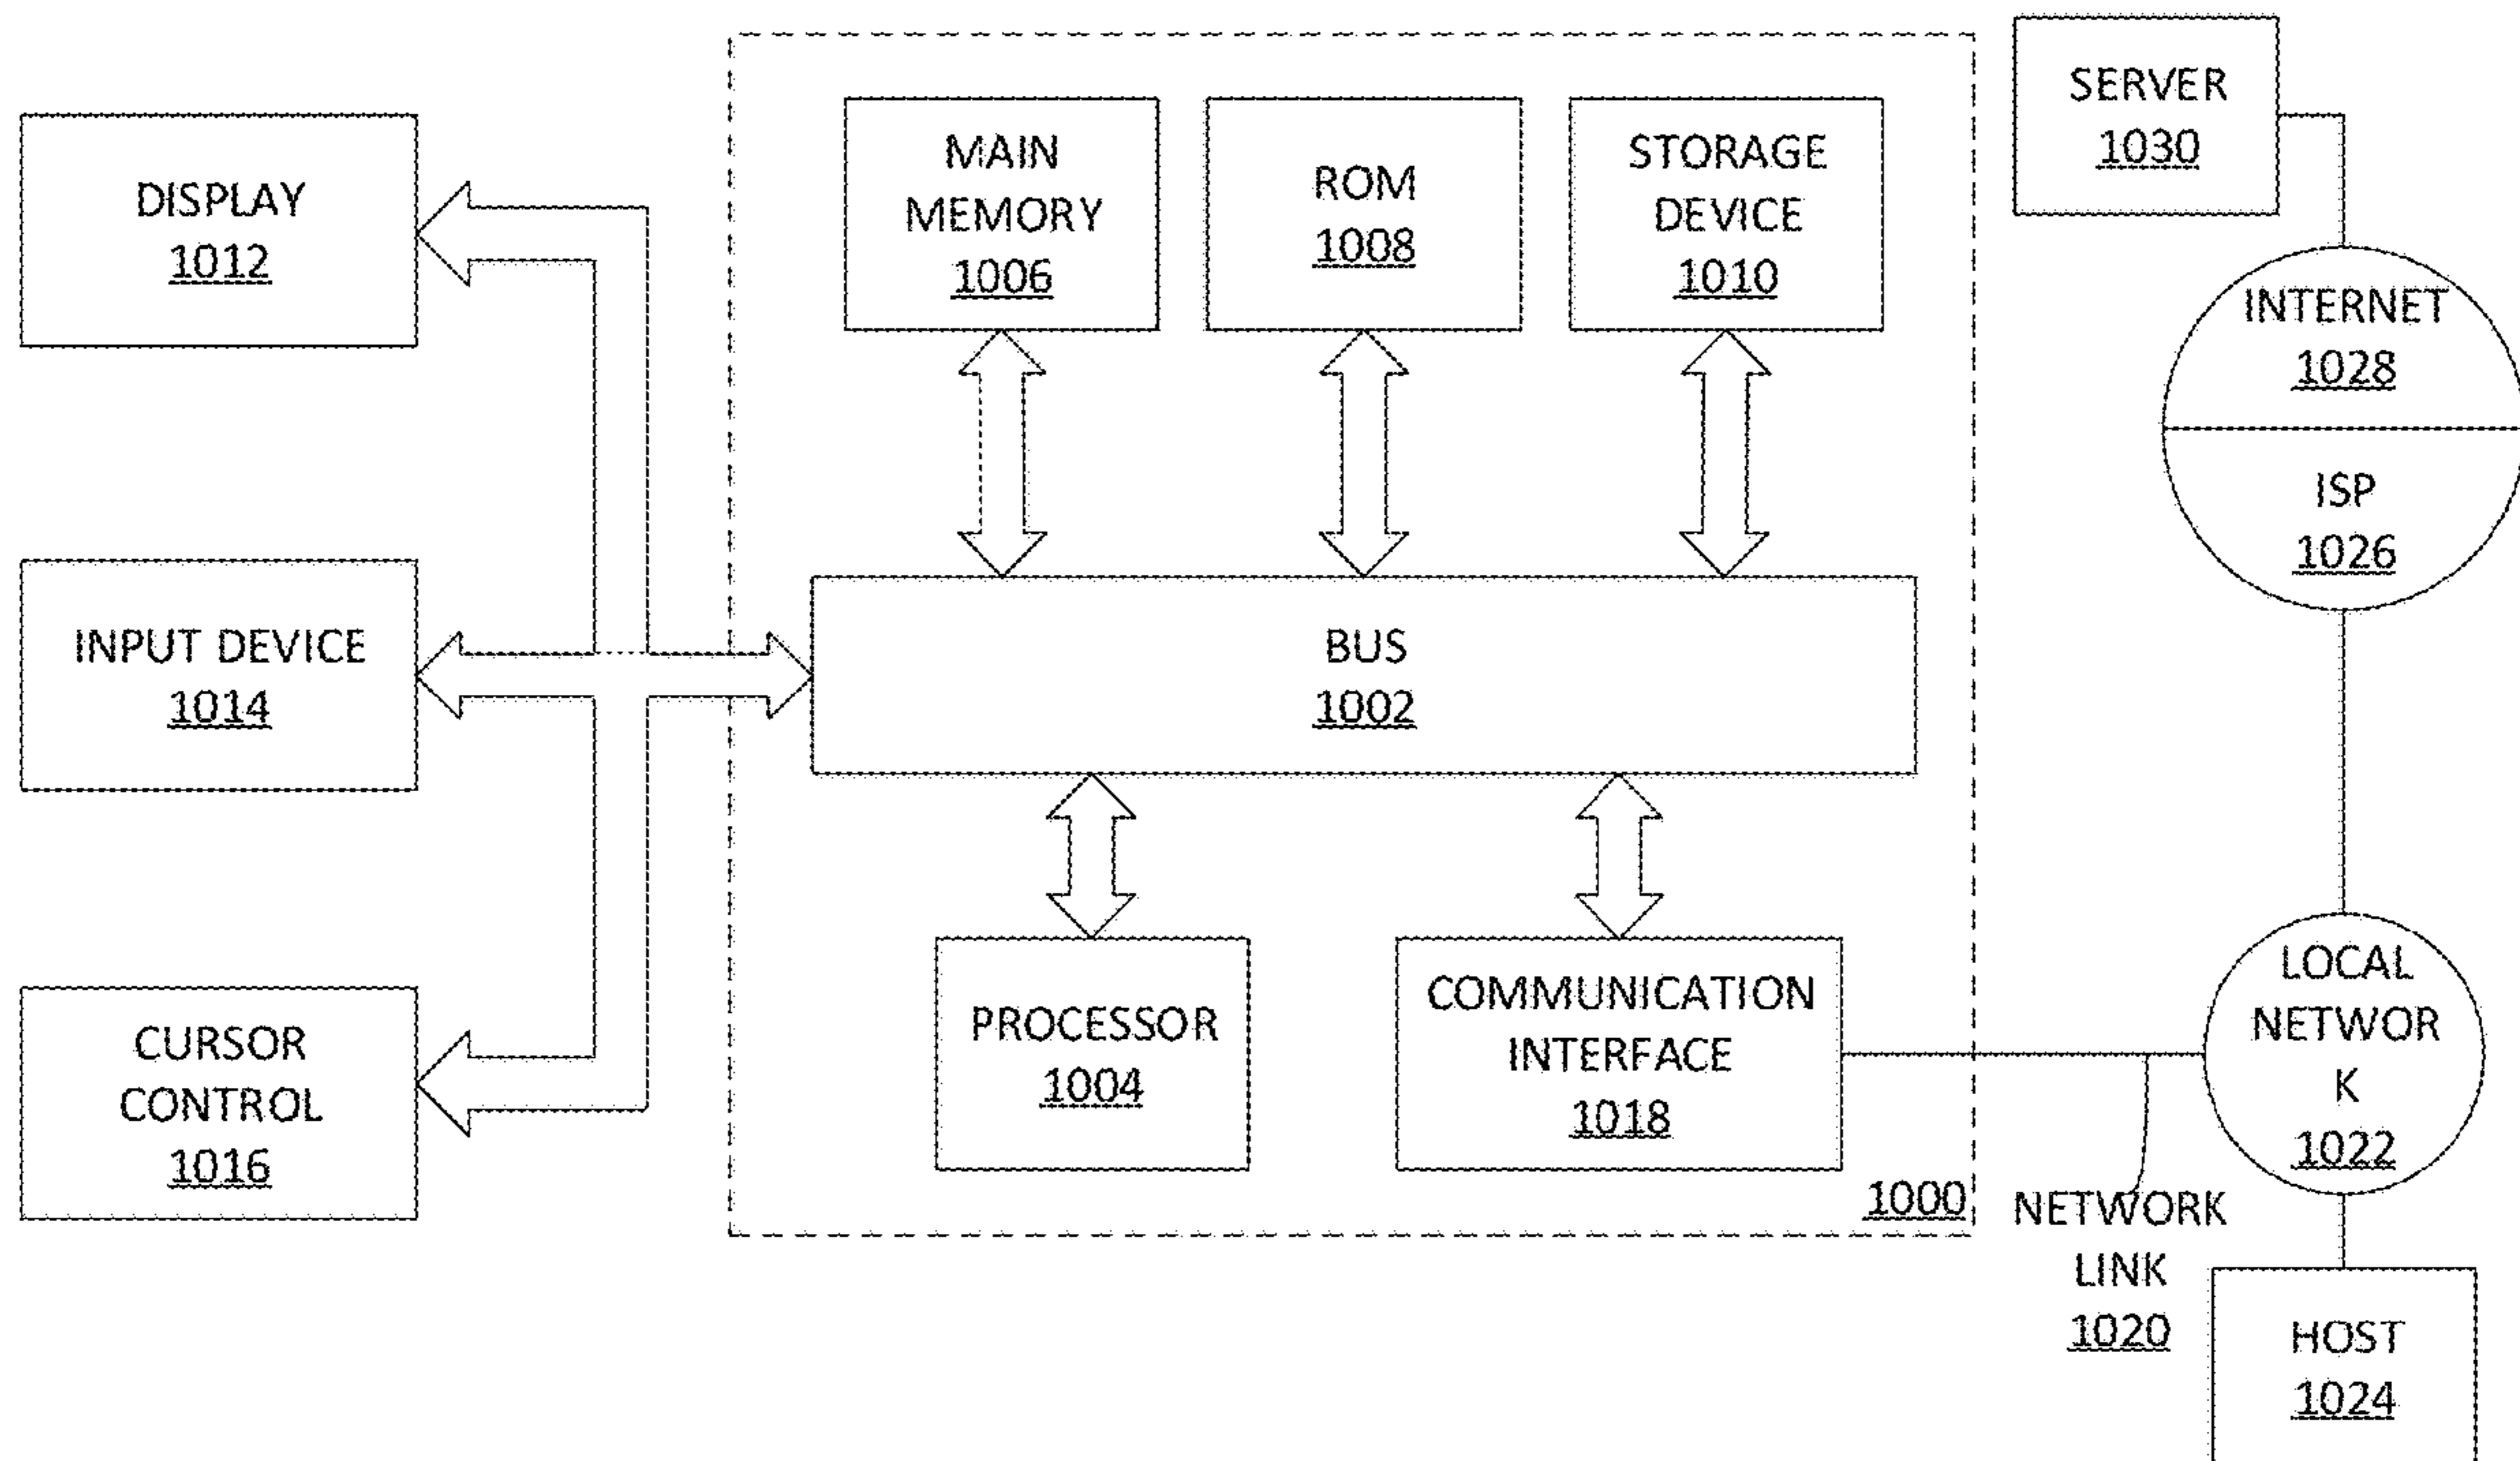 DISPLAY
1012
INPUT DEVICE
1014
CURSOR
CONTROL
1016
MAIN
MEMORY
1006
ROM
1008
STORAGE
DEVICE
1010
BUS
1002
PROCESSOR
1004
COMMUNICATION
INTERFACE
1018
1000
SERVER
1030
INTERNET
1028
ISP
1026
LOCAL
NETWOR
K
1022
NETWORK
LINK
1020
HOST
1024